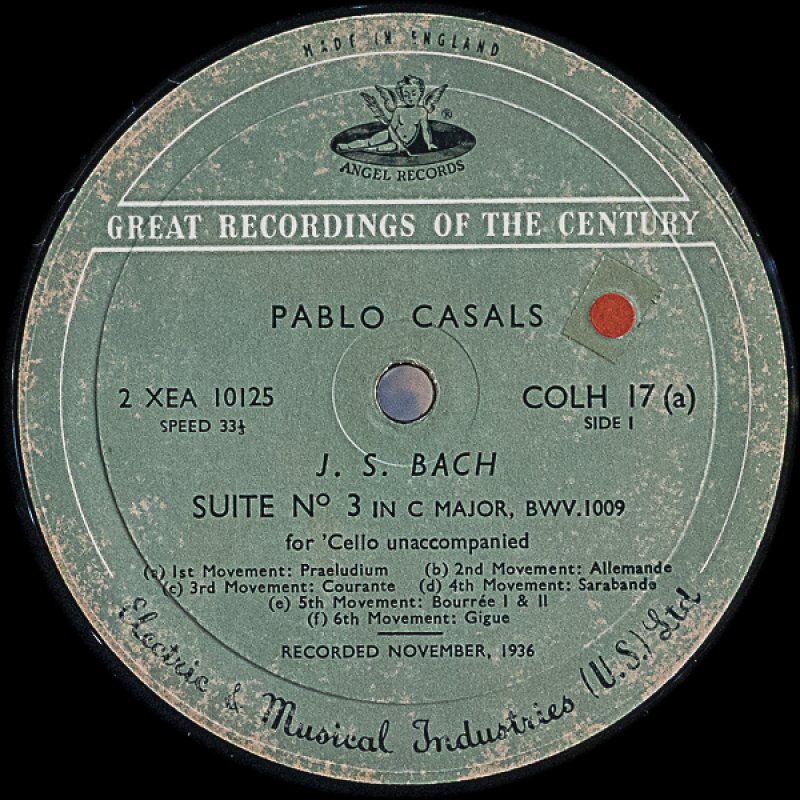 MADE IN ENGLAND
®
ANGEL RECORDS
GREAT RECORDINGS OF THE CENTURY
PABLO CASALS
2 XEA 10125
SPEED 33⅓
COLH 17 (a)
SIDE 1
J. S. BACH
SUITE Nº 3 IN C MAJOR, BWV.1009
for 'Cello unaccompanied
(a) 1st Movement: Praeludium (b) 2nd Movement: Allemande
(c) 3rd Movement: Courante (d) 4th Movement: Sarabande
(e) 5th Movement: Bourrée I & II
(f) 6th Movement: Gigue
RECORDED NOVEMBER, 1936
Electric & Musical Industries (U.S.) Ltd